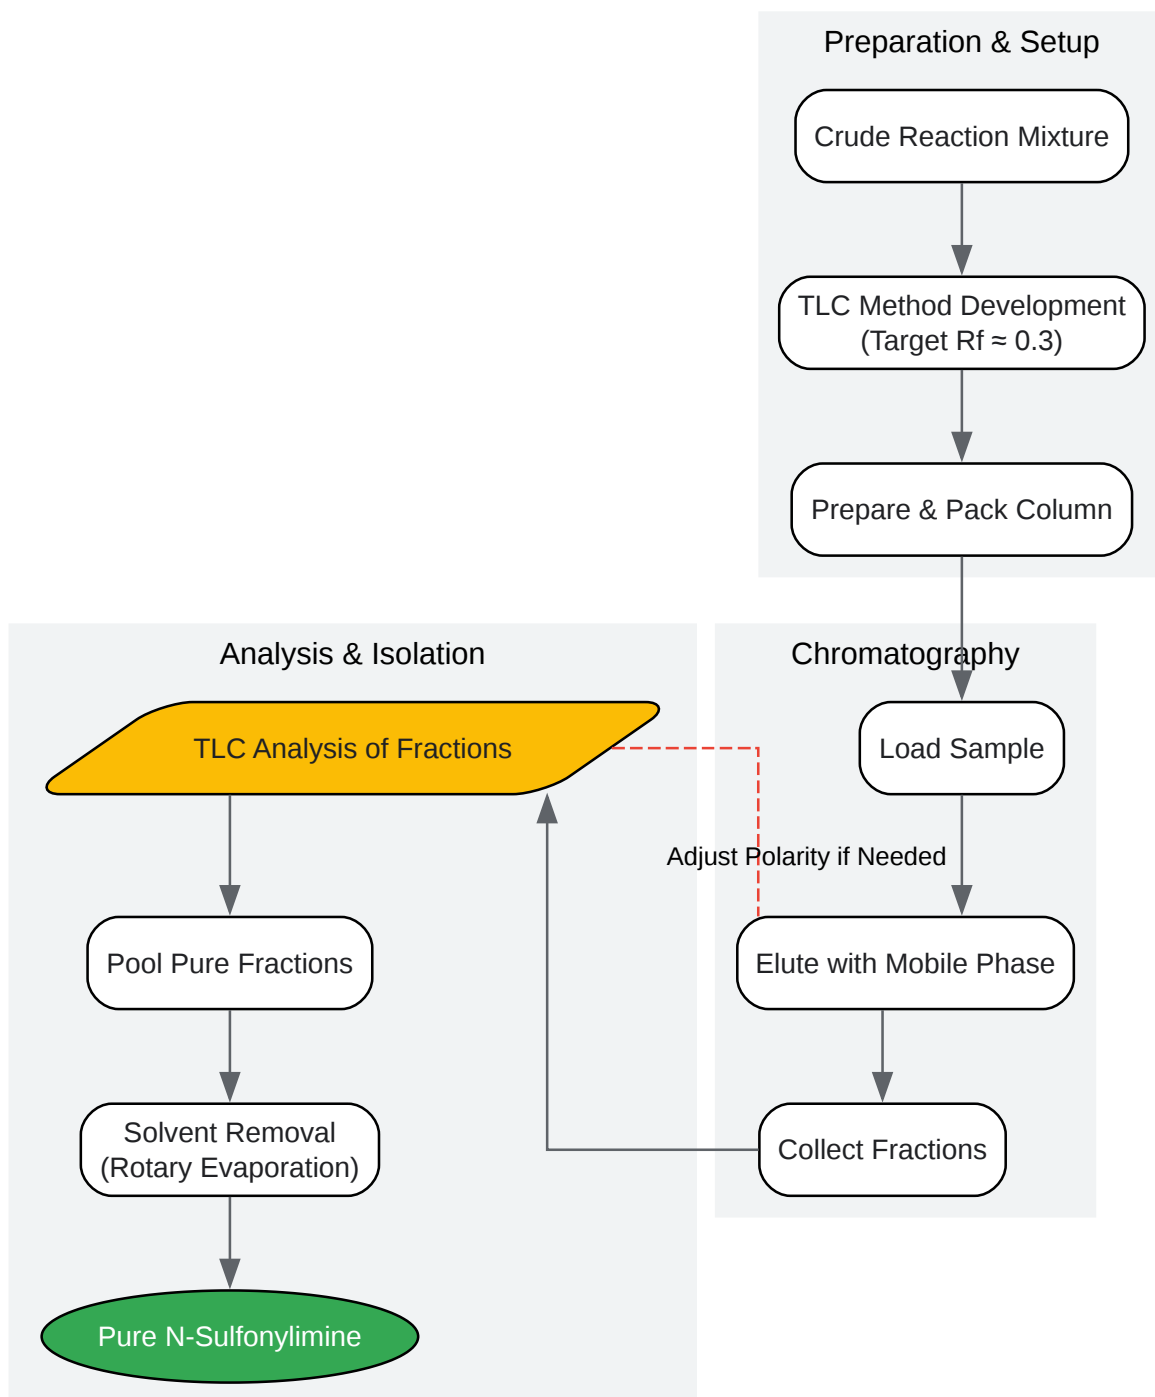 Preparation & Setup
Crude Reaction Mixture
TLC Method Development
(Target Rf ≈ 0.3)
Prepare & Pack Column
Chromatography
Load Sample
Adjust Polarity if Needed
Elute with Mobile Phase
Collect Fractions
Analysis & Isolation
TLC Analysis of Fractions
Pool Pure Fractions
Solvent Removal
(Rotary Evaporation)
Pure N-Sulfonylimine